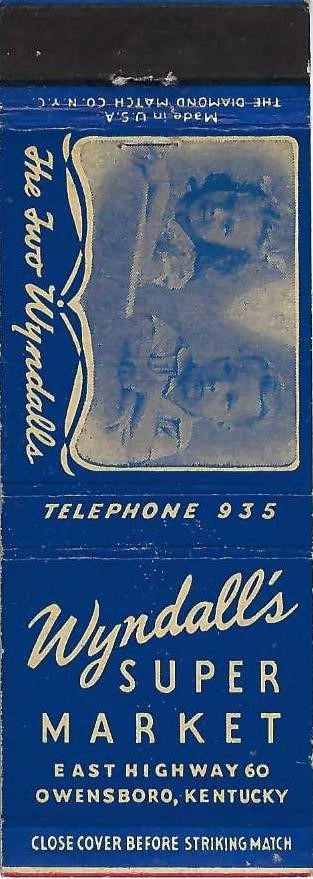 Made in U.S.A
THE DIAMOND MATCH CO. N.Y.C.
The Two Wyndalls
TELEPHONE 935
Wyndall's
SUPER
MARKET
EAST HIGHWAY 60
OWENSBORO, KENTUCKY
CLOSE COVER BEFORE STRIKING MATCH